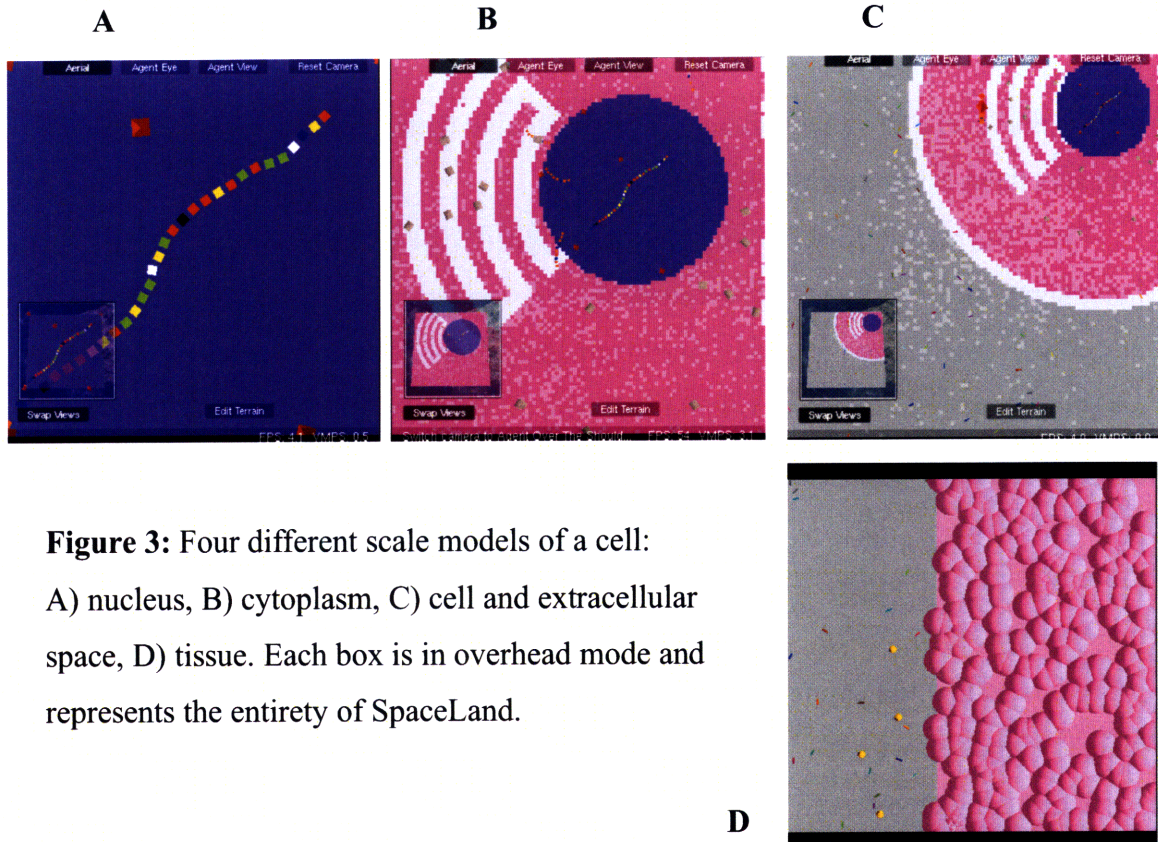 A
B
C
Aerial Agent Eye Agent View Reset Camera
Aerial Agent Eye Agent View Reset Camera
Aerial Agent Eye Agent View Reset Camera
Swap Views Edit Terrain
Swap Views Edit Terrain
Swap Views Edit Terrain
Figure 3: Four different scale models of a cell:
A) nucleus, B) cytoplasm, C) cell and extracellular
space, D) tissue. Each box is in overhead mode and
represents the entirety of SpaceLand.
D